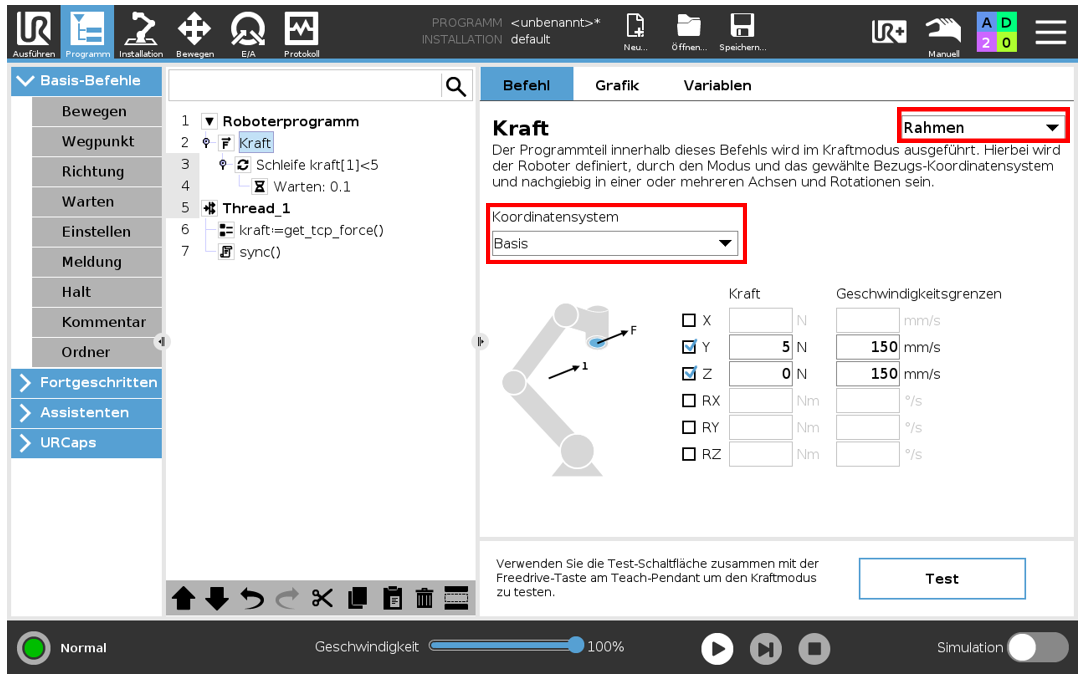 PROGRAMM <unbenannt>*
INSTALLATION default
Ausführen Programm Installation Bewegen E/A Protokoll Neu... Öffnen... Speichern... Manuell
UR+
A D
2 0
Basis-Befehle
Bewegen
Wegpunkt
Richtung
Warten
Einstellen
Meldung
Halt
Kommentar
Ordner
Fortgeschritten
Assistenten
URCaps
1 Roboterprogramm
2 Kraft
3 Schleife kraft[1]<5
4 Warten: 0.1
5 Thread_1
6 kraft≔get_tcp_force()
7 sync()
Befehl Grafik Variablen
Kraft
Rahmen
Der Programmteil innerhalb dieses Befehls wird im Kraftmodus ausgeführt. Hierbei wird
der Roboter definiert, durch den Modus und das gewählte Bezugs-Koordinatensystem
und nachgiebig in einer oder mehreren Achsen und Rotationen sein.
Koordinatensystem
Basis
F
1
Kraft Geschwindigkeitsgrenzen
X N mm/s
Y 5 N 150 mm/s
Z 0 N 150 mm/s
RX Nm °/s
RY Nm °/s
RZ Nm °/s
Verwenden Sie die Test-Schaltfläche zusammen mit der
Freedrive-Taste am Teach-Pendant um den Kraftmodus
zu testen.
Test
Normal
Geschwindigkeit 100%
Simulation